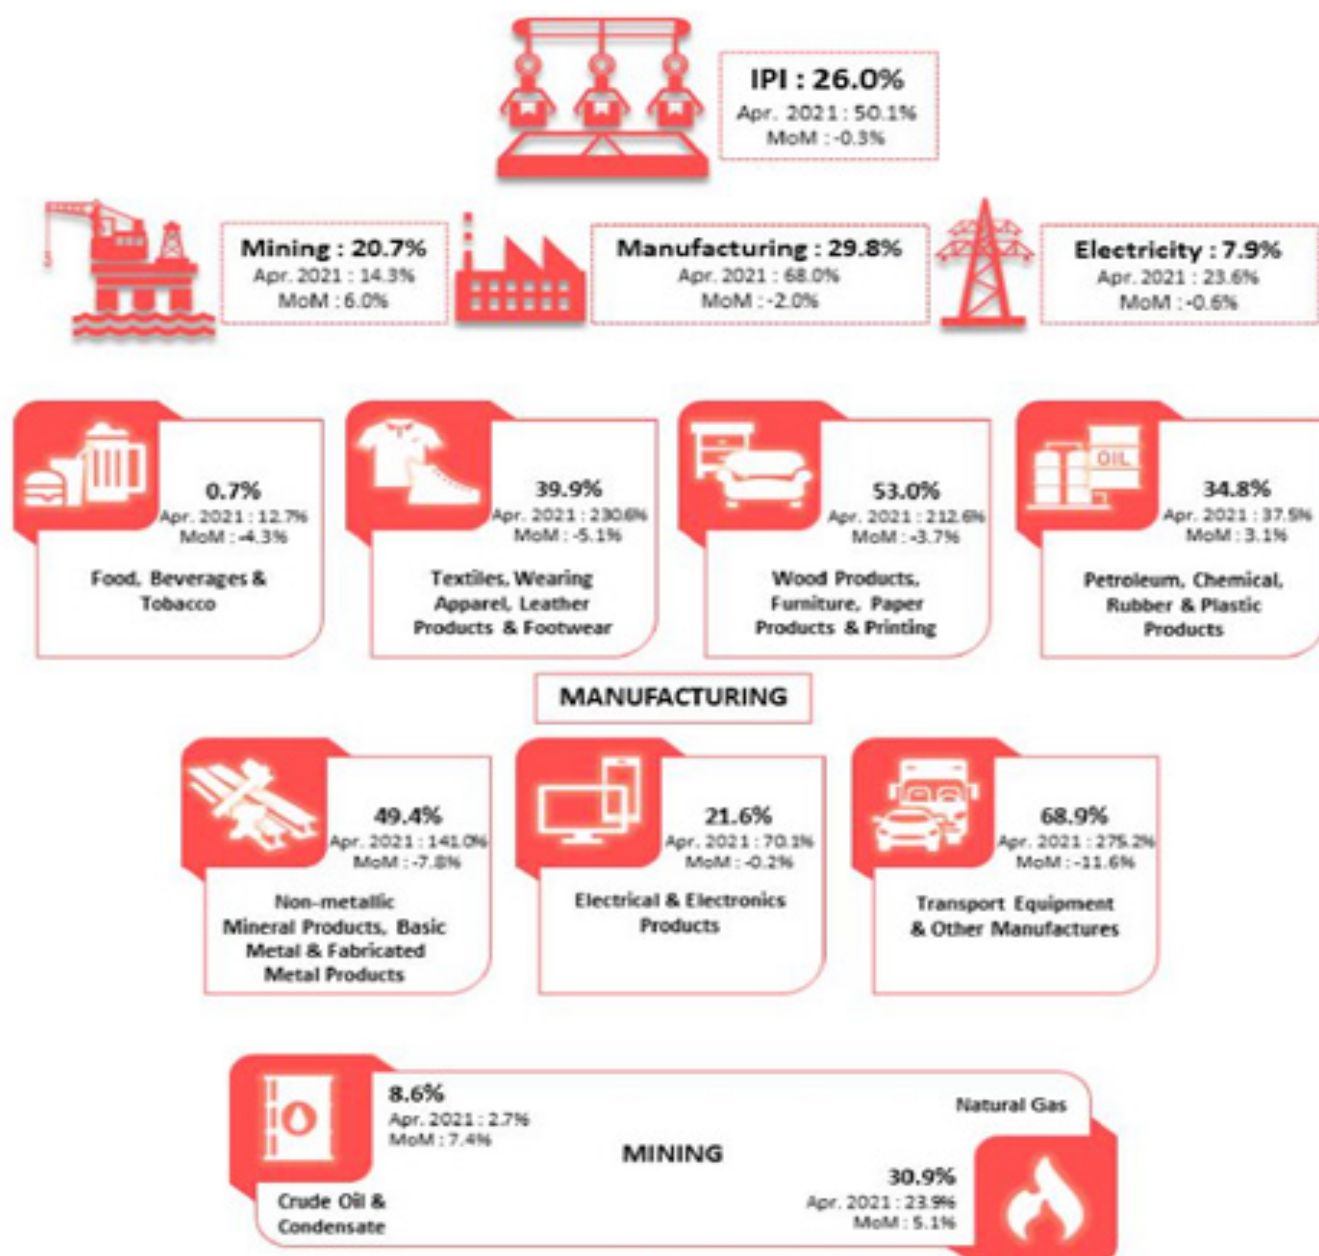 IPI : 26.0%
Apr. 2021 : 50.1%
MoM : -0.3%
Mining : 20.7%
Apr. 2021 : 14.3%
MoM : 6.0%
Manufacturing : 29.8%
Apr. 2021 : 68.0%
MoM : -2.0%
Electricity : 7.9%
Apr. 2021 : 23.6%
MoM : -0.6%
0.7%
Apr. 2021 : 12.7%
MoM : -4.3%
Food, Beverages &
Tobacco
39.9%
Apr. 2021 : 230.6%
MoM : -5.1%
Textiles, Wearing
Apparel, Leather
Products & Footwear
53.0%
Apr. 2021 : 212.6%
MoM : -3.7%
Wood Products,
Furniture, Paper
Products & Printing
OIL
34.8%
Apr. 2021 : 37.5%
MoM : 3.1%
Petroleum, Chemical,
Rubber & Plastic
Products
MANUFACTURING
49.4%
Apr. 2021 : 141.0%
MoM : -7.8%
Non-metallic
Mineral Products, Basic
Metal & Fabricated
Metal Products
21.6%
Apr. 2021 : 70.1%
MoM : -0.2%
Electrical & Electronics
Products
68.9%
Apr. 2021 : 275.2%
MoM : -11.6%
Transport Equipment
& Other Manufactures
8.6%
Apr. 2021 : 2.7%
MoM : 7.4%
Crude Oil &
Condensate
MINING
Natural Gas
30.9%
Apr. 2021 : 23.9%
MoM : 5.1%